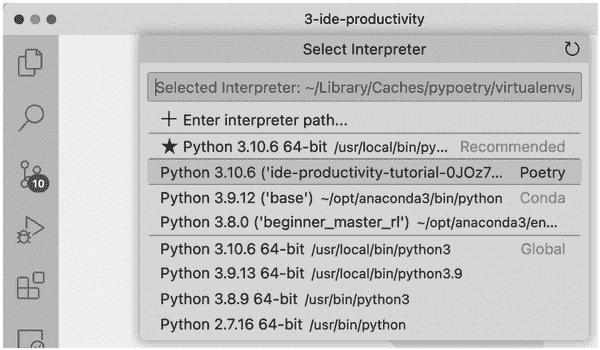 3-ide-productivity
Select Interpreter
Selected Interpreter: ~/Library/Caches/pypoetry/virtualenvs/
+ Enter interpreter path...
★ Python 3.10.6 64-bit /usr/local/bin/py... Recommended
Python 3.10.6 ('ide-productivity-tutorial-0JOz7... Poetry
Python 3.9.12 ('base') ~/opt/anaconda3/bin/python Conda
Python 3.8.0 ('beginner_master_rl') ~/opt/anaconda3/en...
Python 3.10.6 64-bit /usr/local/bin/python3 Global
Python 3.9.13 64-bit /usr/local/bin/python3.9
Python 3.8.9 64-bit /usr/bin/python3
Python 2.7.16 64-bit /usr/bin/python
10